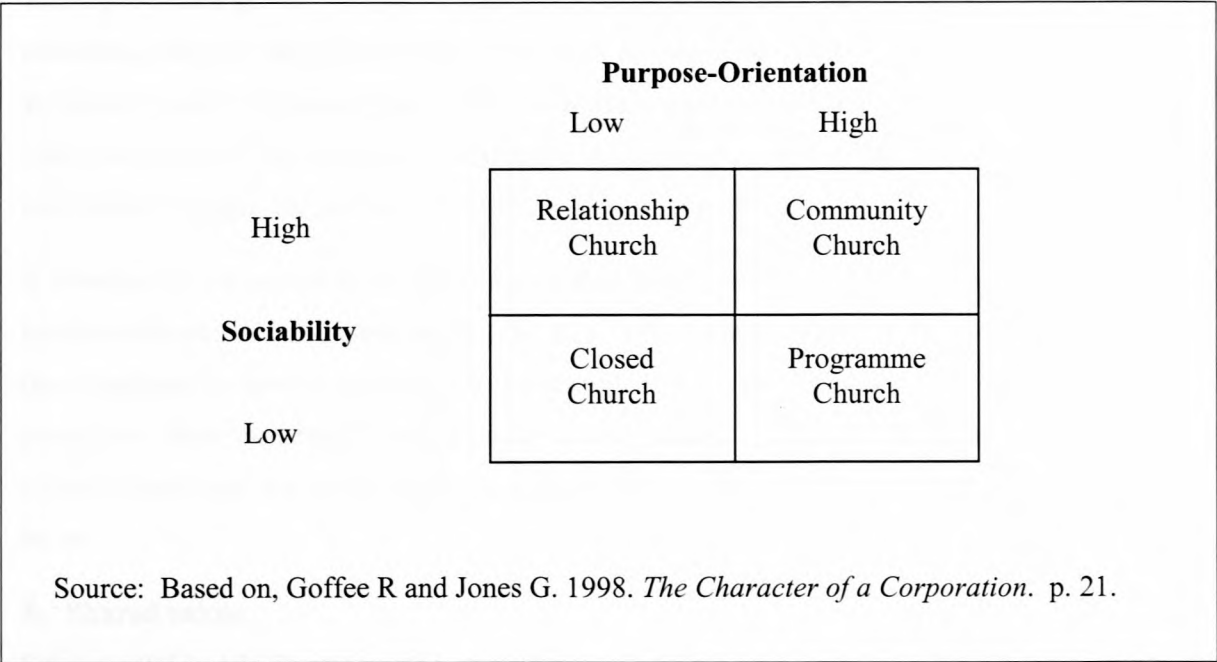 Purpose-Orientation
Low High
High
Relationship Community
Church Church
Sociability
Closed Programme
Church Church
Low
Source: Based on, Goffee R and Jones G. 1998. The Character of a Corporation. p. 21.